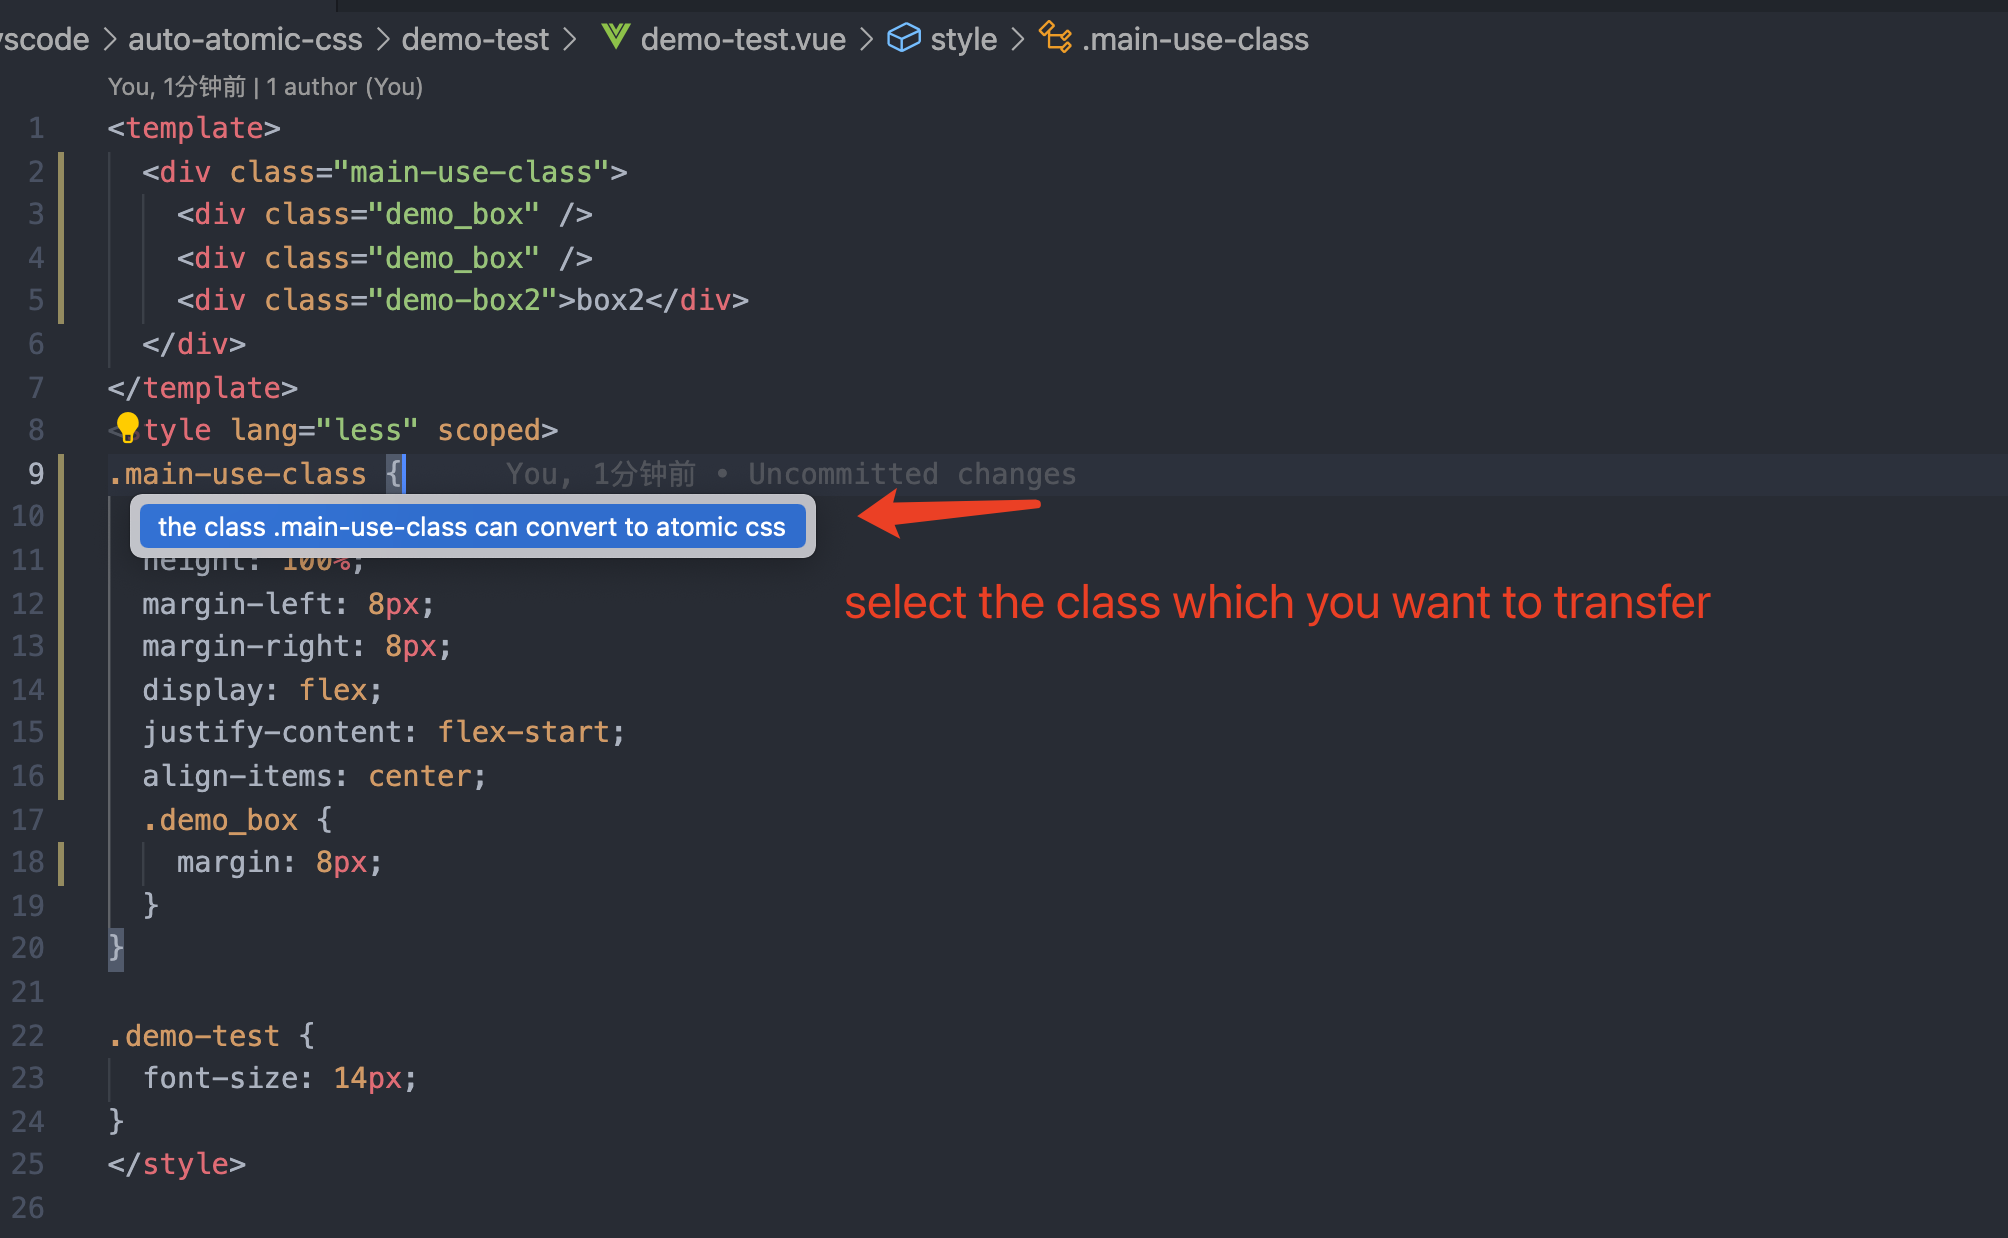 vscode > auto-atomic-css > demo-test > demo-test.vue > style > .main-use-class
You, 1分钟前 | 1 author (You)
1 <template>
2 <div class="main-use-class">
3 <div class="demo_box" />
4 <div class="demo_box" />
5 <div class="demo-box2">box2</div>
6 </div>
7 </template>
8 <style lang="less" scoped>
9 .main-use-class { You, 1分钟前 • Uncommitted changes
10
the class .main-use-class can convert to atomic css
11 height: 100%;
select the class which you want to transfer
12 margin-left: 8px;
13 margin-right: 8px;
14 display: flex;
15 justify-content: flex-start;
16 align-items: center;
17 .demo_box {
18 margin: 8px;
19 }
20 }
21
22 .demo-test {
23 font-size: 14px;
24 }
25 </style>
26